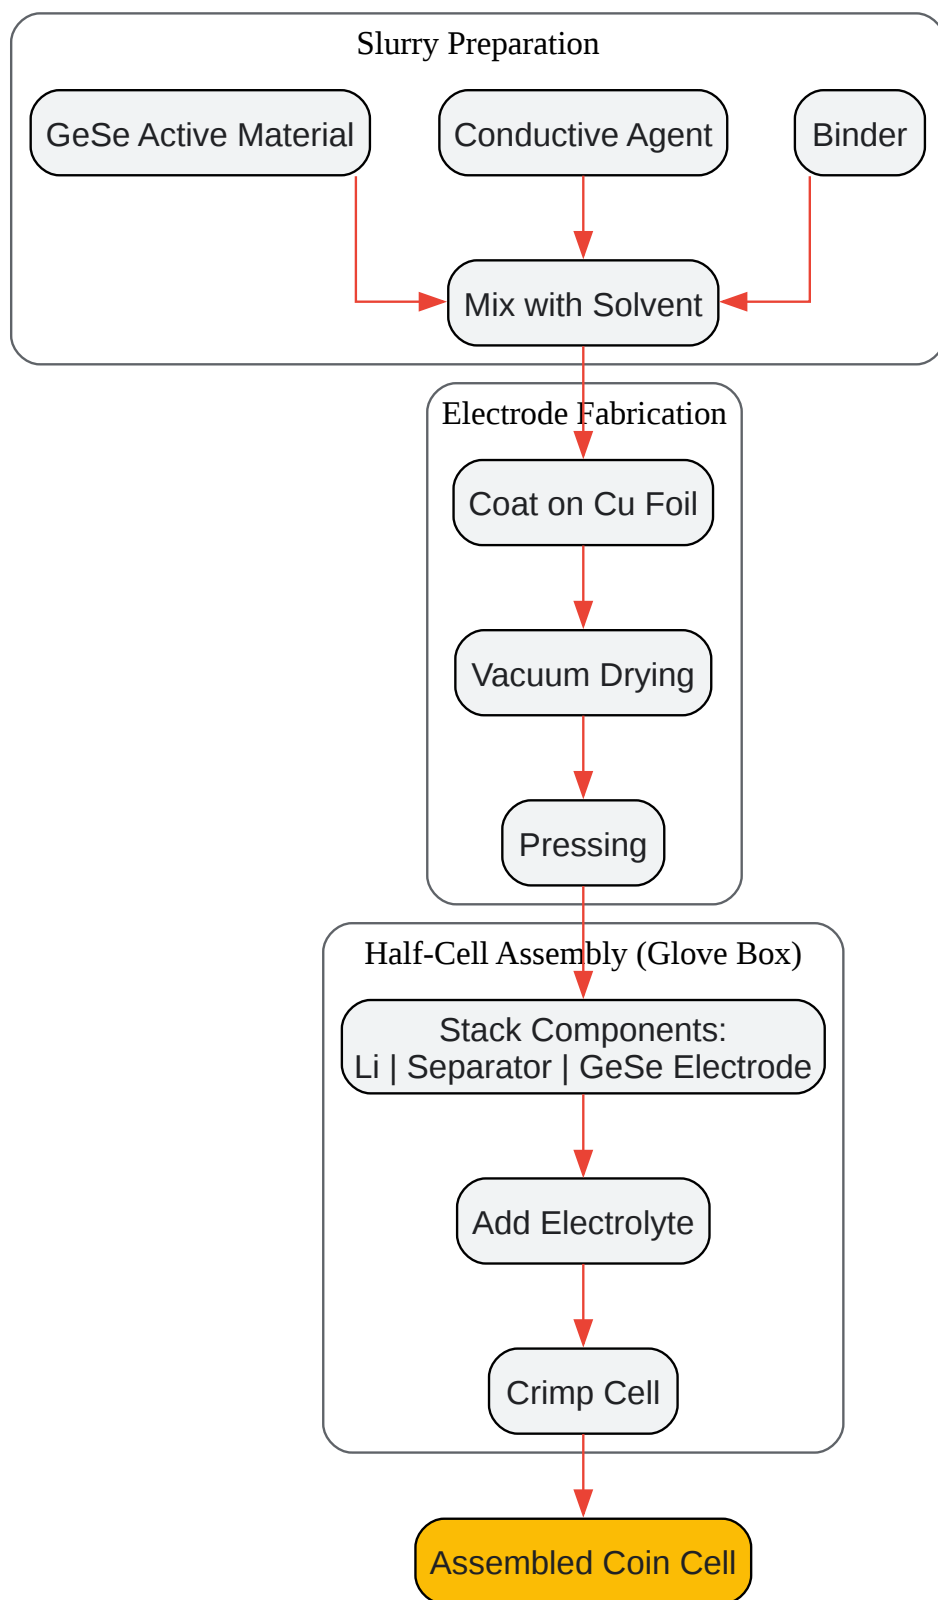 Slurry Preparation
GeSe Active Material
Conductive Agent
Binder
Mix with Solvent
Electrode Fabrication
Coat on Cu Foil
Vacuum Drying
Pressing
Half-Cell Assembly (Glove Box)
Stack Components:
Li | Separator | GeSe Electrode
Add Electrolyte
Crimp Cell
Assembled Coin Cell